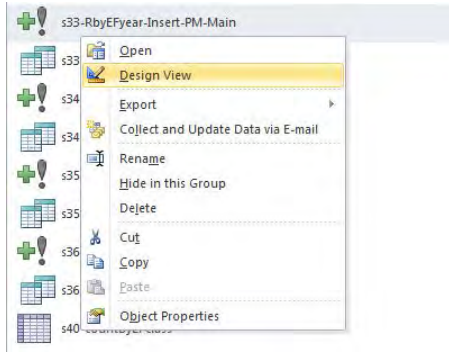 s33-RbyEFyear-Insert-PM-Main
s33
Open
Design View
s34
Export
Collect and Update Data via E-mail
s34
Rename
s35
Hide in this Group
Delete
s35
Cut
s36
Copy
s36
Paste
Object Properties
s40